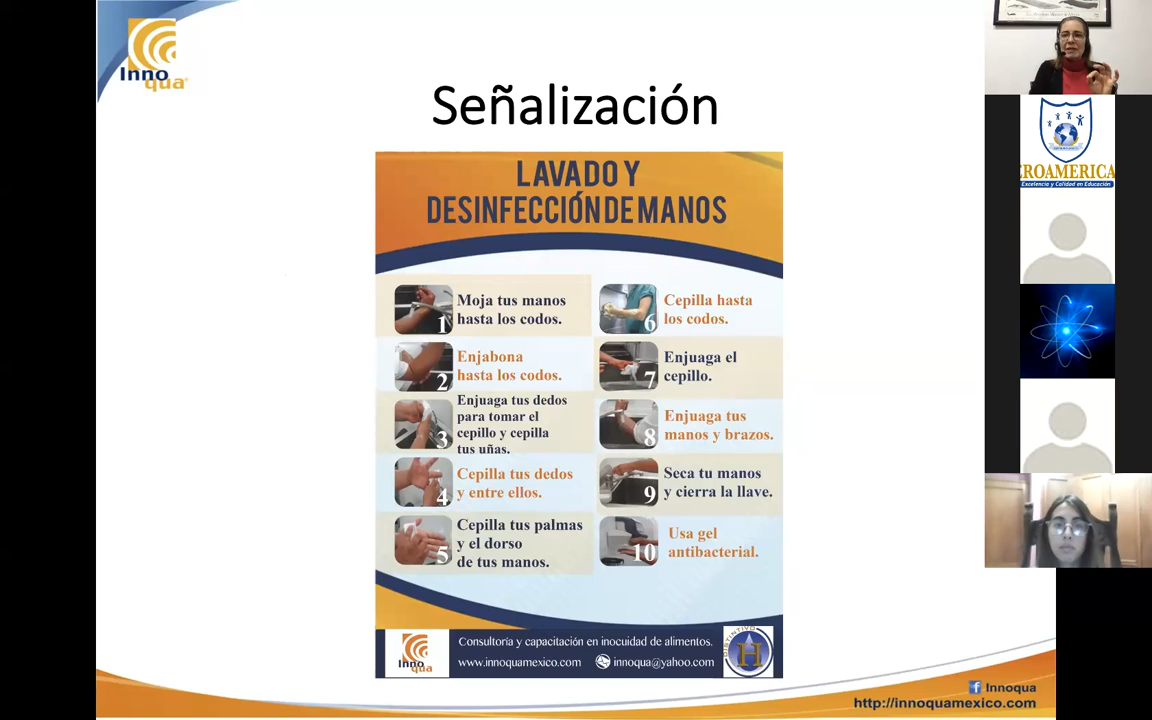 Inno
qua
Señalización
LAVADO Y
DESINFECCIÓN DE MANOS
1
Moja tus manos
hasta los codos.
2
Enjabona
hasta los codos.
3
Enjuaga tus dedos
para tomar el
cepillo y cepilla
tus uñas.
4
Cepilla tus dedos
y entre ellos.
5
Cepilla tus palmas
y el dorso
de tus manos.
6
Cepilla hasta
los codos.
7
Enjuaga el
cepillo.
8
Enjuaga tus
manos y brazos.
9
Seca tu manos
y cierra la llave.
10
Usa gel
antibacterial.
Inno
qua
Consultoría y capacitación en inocuidad de alimentos.
www.innoquamexico.com innoqua@yahoo.com
DISTINTIVO
H
Innoqua
http://innoquamexico.com
EROAMERICA
Excelencia y Calidad en Educación